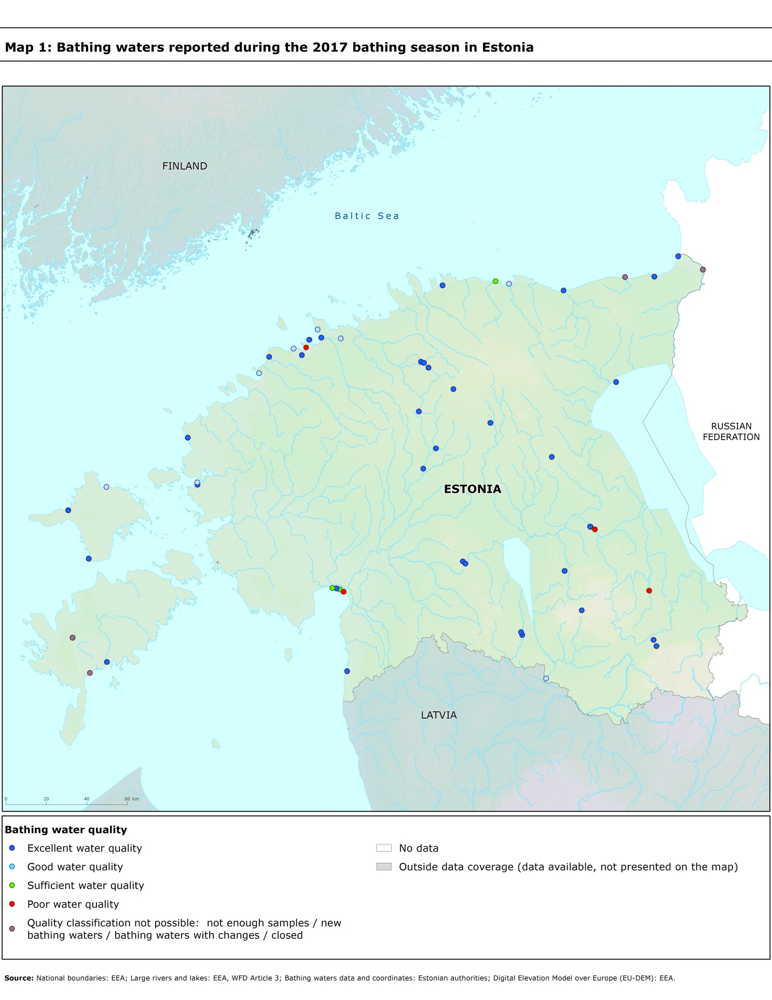 Map 1: Bathing waters reported during the 2017 bathing season in Estonia
FINLAND
Baltic Sea
RUSSIAN
FEDERATION
ESTONIA
LATVIA
0 20 40 60 km
Bathing water quality
Excellent water quality
Good water quality
Sufficient water quality
Poor water quality
Quality classification not possible: not enough samples / new
bathing waters / bathing waters with changes / closed
No data
Outside data coverage (data available, not presented on the map)
Source: National boundaries: EEA; Large rivers and lakes: EEA, WFD Article 3; Bathing waters data and coordinates: Estonian authorities; Digital Elevation Model over Europe (EU-DEM): EEA.